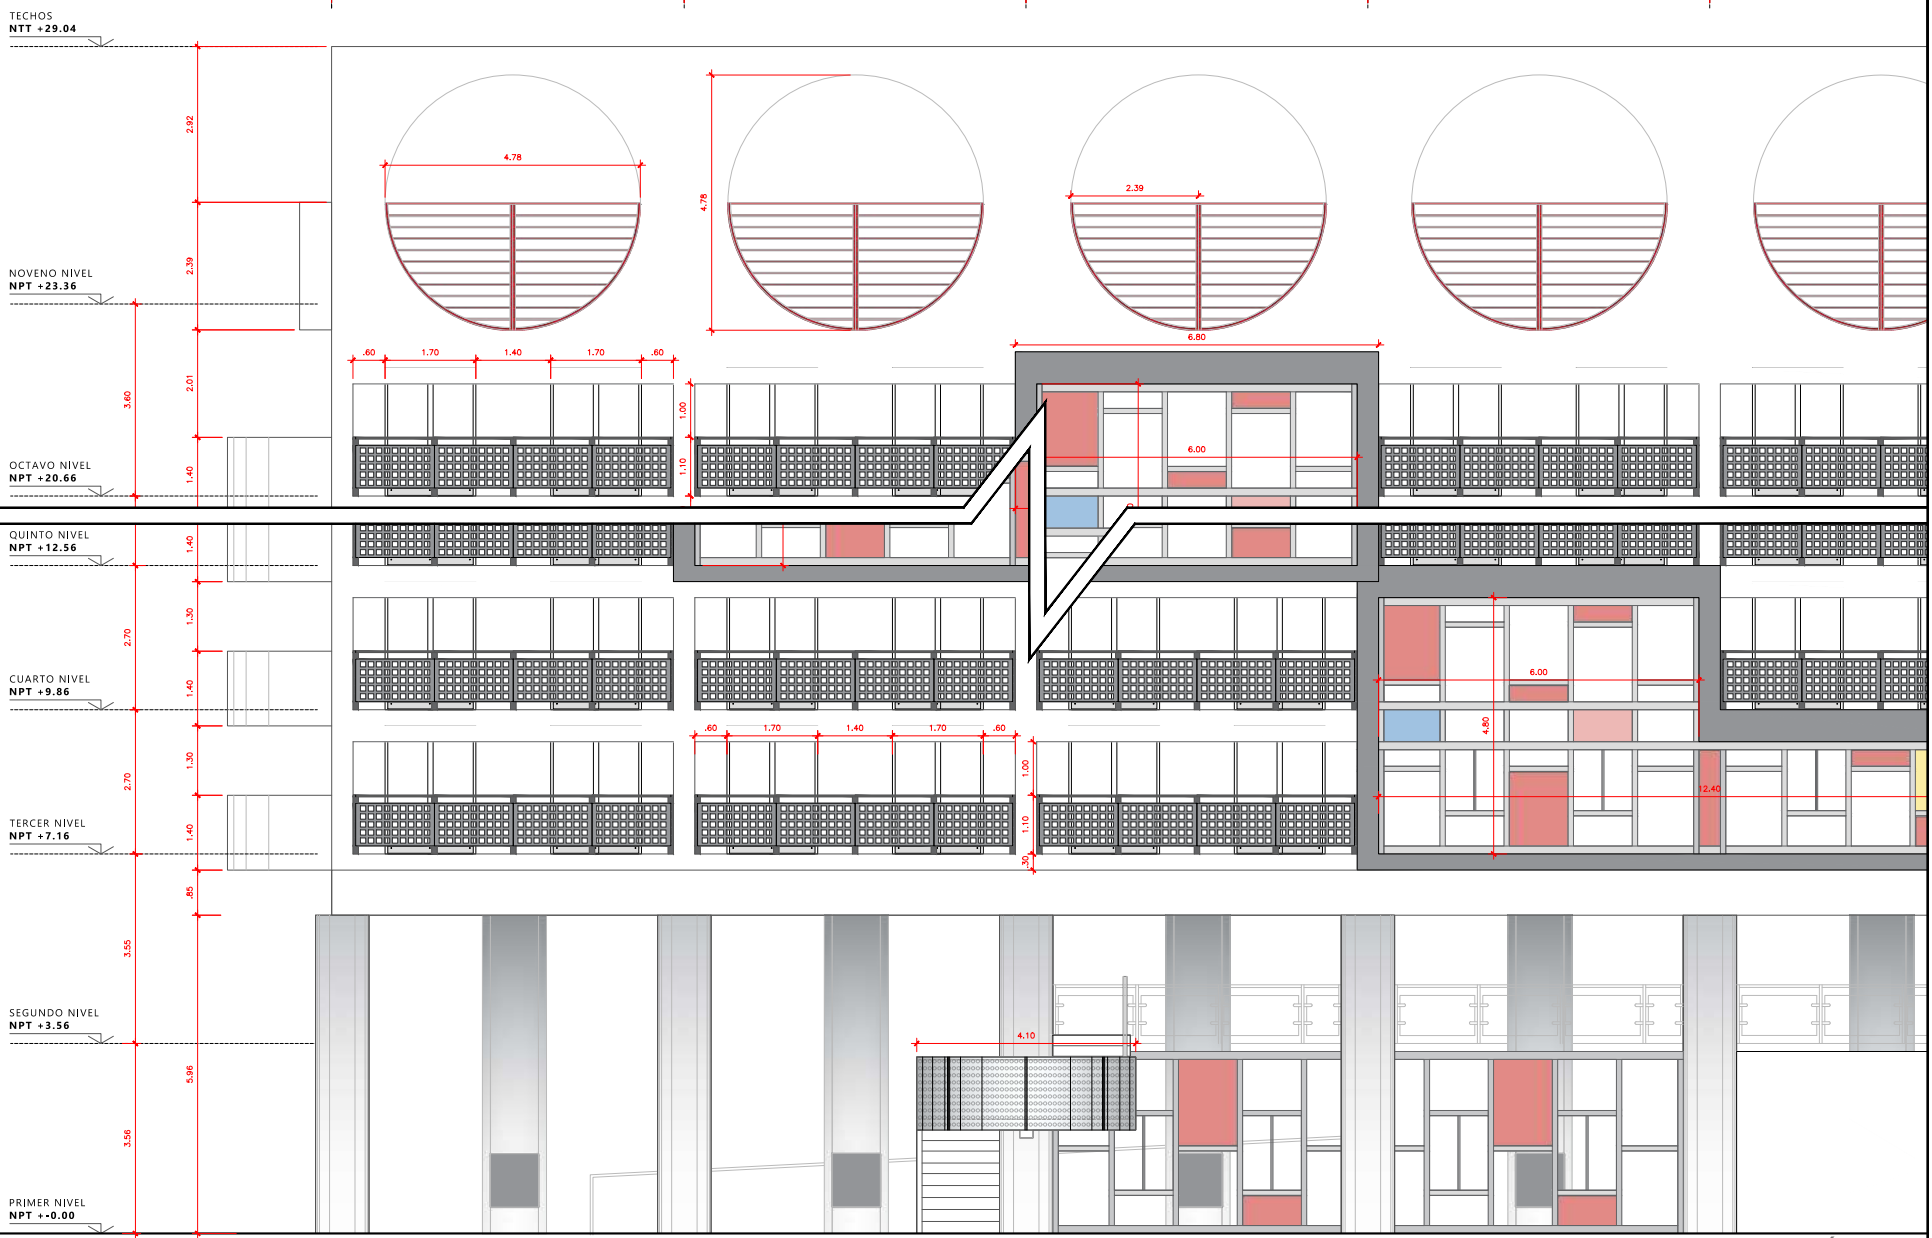 TECHOS
NTT +29.04
2.92
4.78
4.78
2.39
2.39
NOVENO NIVEL
NPT +23.36
6.80
.60 1.70 1.40 1.70 .60
2.01
3.60
1.00
6.00
1.10
1.40
OCTAVO NIVEL
NPT +20.66
QUINTO NIVEL
NPT +12.56
1.40
1.30
2.70
CUARTO NIVEL
NPT +9.86
1.40
6.00
4.80
.60 1.70 1.40 1.70 .60
1.30
2.70
1.00
12.40
TERCER NIVEL
NPT +7.16
1.40
1.10
.30
.85
3.55
SEGUNDO NIVEL
NPT +3.56
4.10
5.96
3.56
PRIMER NIVEL
NPT +-0.00